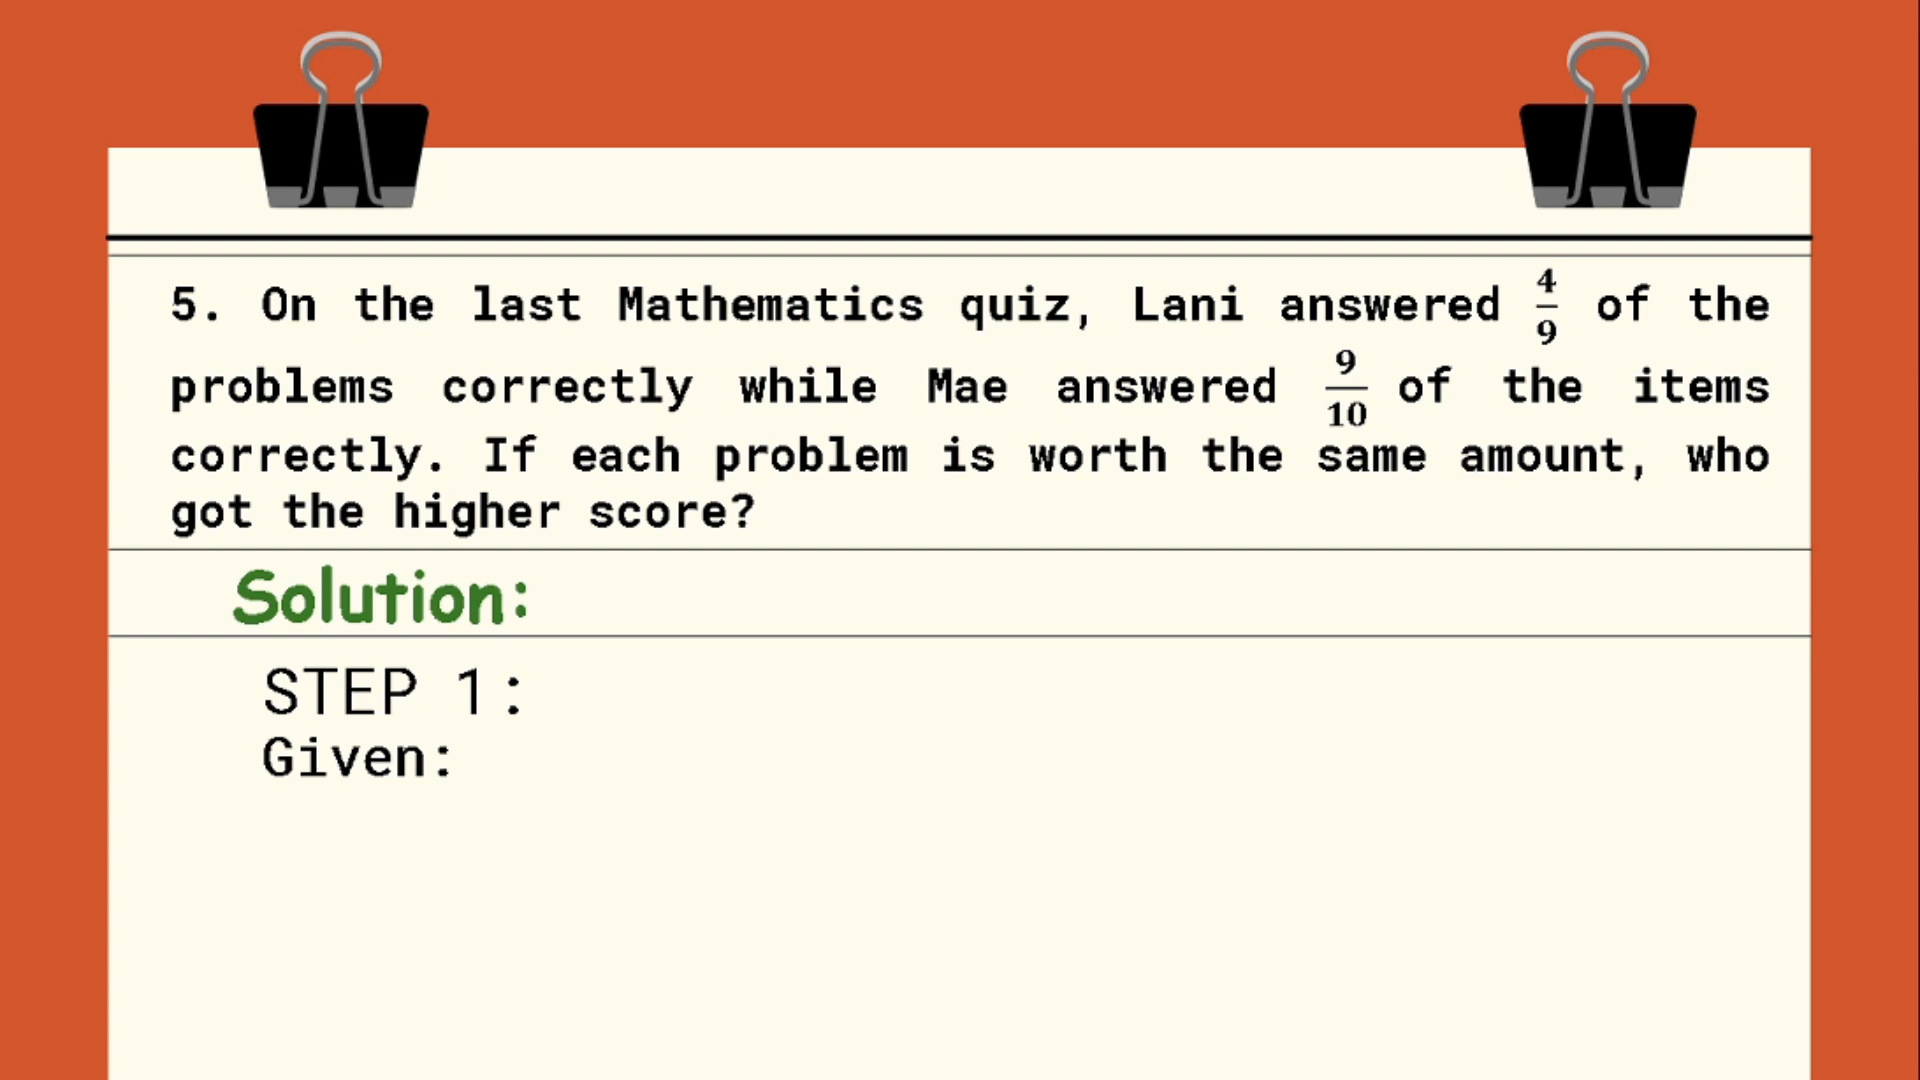 5. On the last Mathematics quiz, Lani answered 4/9 of the
problems correctly while Mae answered 9/10 of the items
correctly. If each problem is worth the same amount, who
got the higher score?
Solution:
STEP 1:
Given: